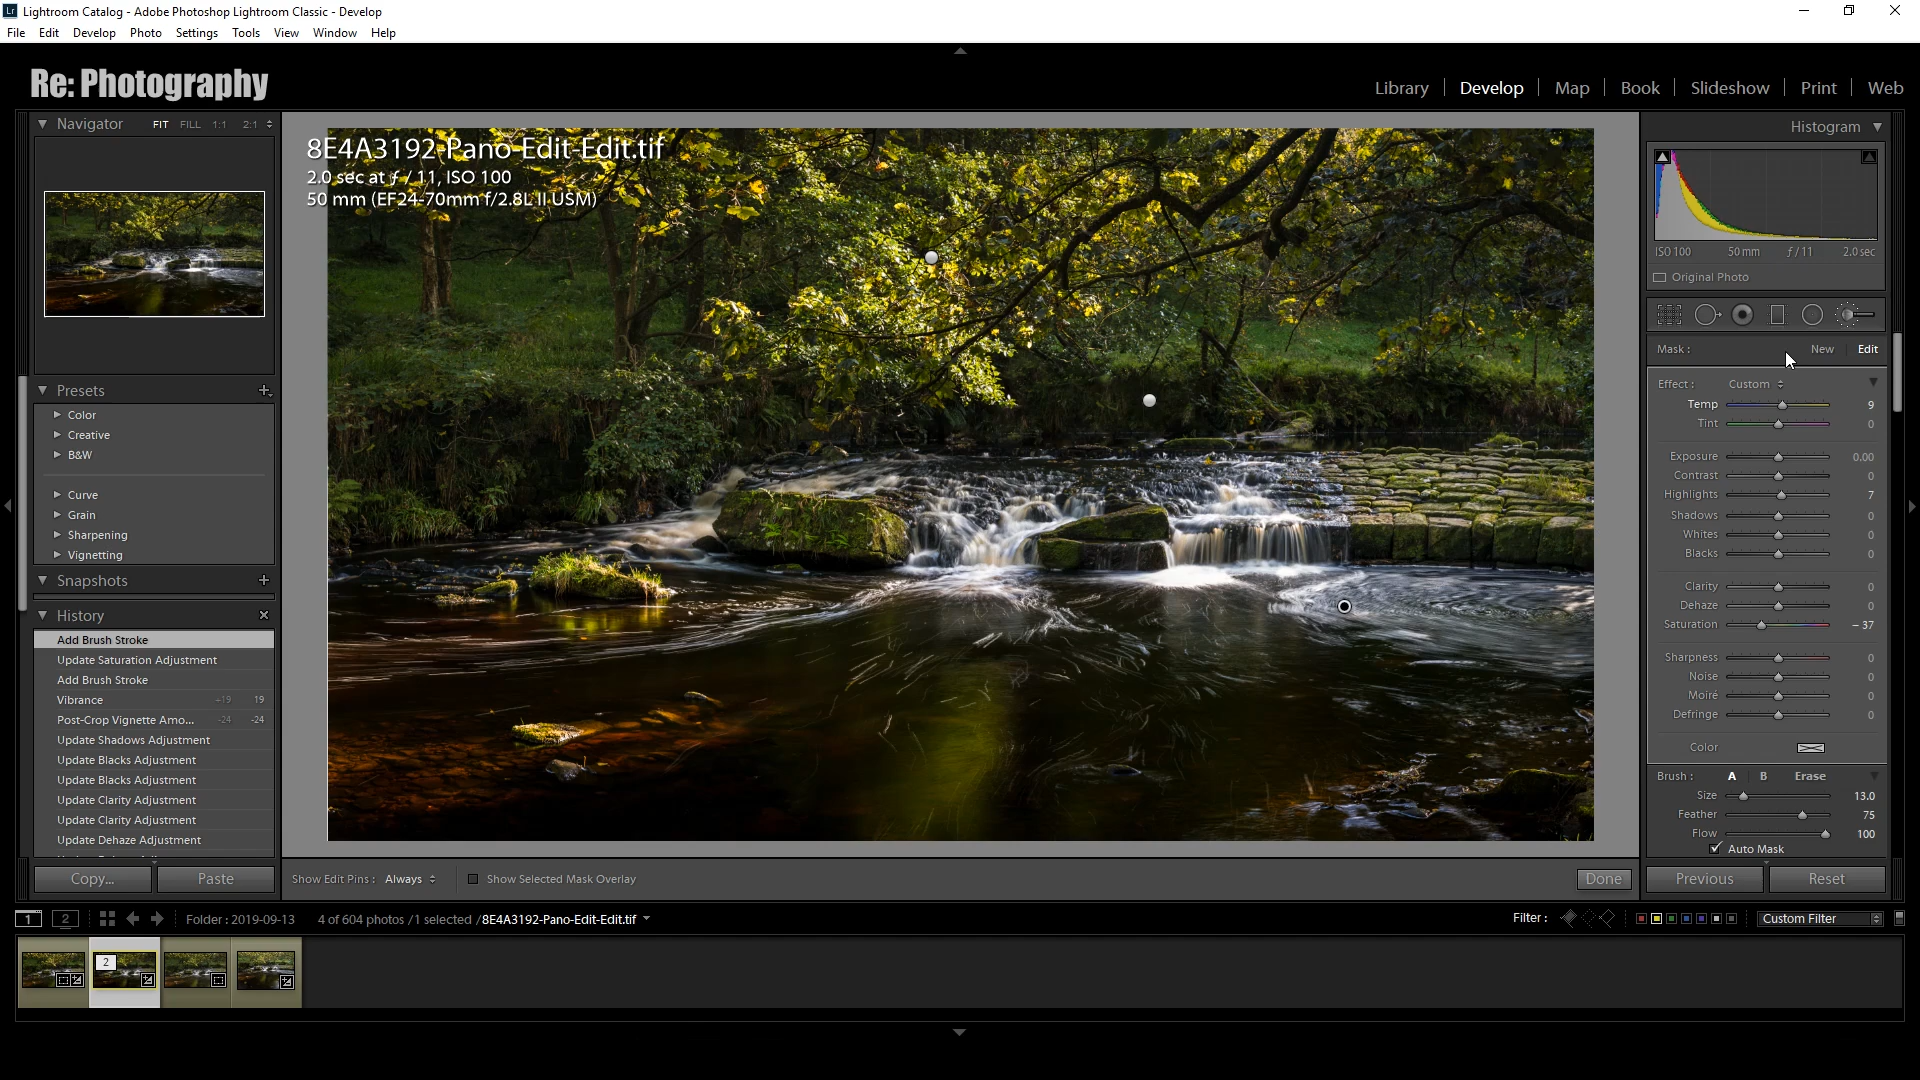 Lr Lightroom Catalog - Adobe Photoshop Lightroom Classic - Develop
File Edit Develop Photo Settings Tools View Window Help
Re: Photography
Library Develop Map Book Slideshow Print Web
Navigator FIT FILL 1:1 2:1
Presets
Color
Creative
B&W
Curve
Grain
Sharpening
Vignetting
Snapshots
History
Add Brush Stroke
Update Saturation Adjustment
Add Brush Stroke
Vibrance -19 19
Post-Crop Vignette Amo... -24 -24
Update Shadows Adjustment
Update Blacks Adjustment
Update Blacks Adjustment
Update Clarity Adjustment
Update Clarity Adjustment
Update Dehaze Adjustment
Copy... Paste
8E4A3192-Pano-Edit-Edit.tif
2.0 sec at f / 11, ISO 100
50 mm (EF24-70mm f/2.8L II USM)
Show Edit Pins : Always Show Selected Mask Overlay Done
Histogram
ISO 100 50 mm f / 11 2.0 sec
Original Photo
Mask : New Edit
Effect : Custom
Temp 9
Tint 0
Exposure 0.00
Contrast 0
Highlights 7
Shadows 0
Whites 0
Blacks 0
Clarity 0
Dehaze 0
Saturation – 37
Sharpness 0
Noise 0
Moiré 0
Defringe 0
Color
Brush : A B Erase
Size 13.0
Feather 75
Flow 100
Auto Mask
Previous Reset
1 2 Folder : 2019-09-13 4 of 604 photos / 1 selected / 8E4A3192-Pano-Edit-Edit.tif Filter : Custom Filter
2